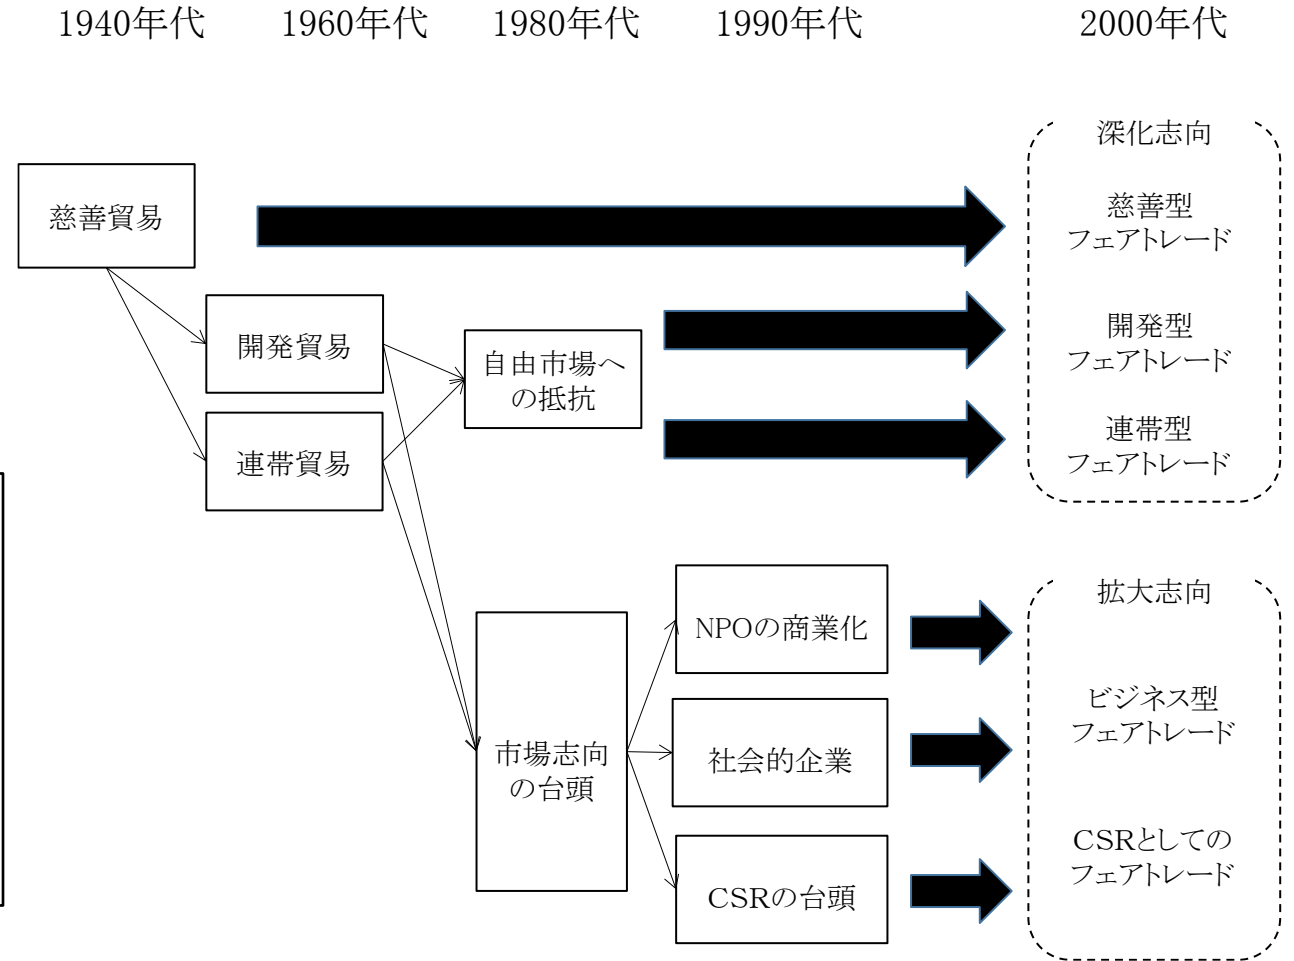 1940年代 1960年代 1980年代 1990年代 2000年代
深化志向
慈善貿易
慈善型
フェアトレード
開発貿易
自由市場へ
の抵抗
開発型
フェアトレード
連帯貿易
連帯型
フェアトレード
拡大志向
NPOの商業化
市場志向
の台頭
社会的企業
ビジネス型
フェアトレード
CSRの台頭
CSRとしての
フェアトレード